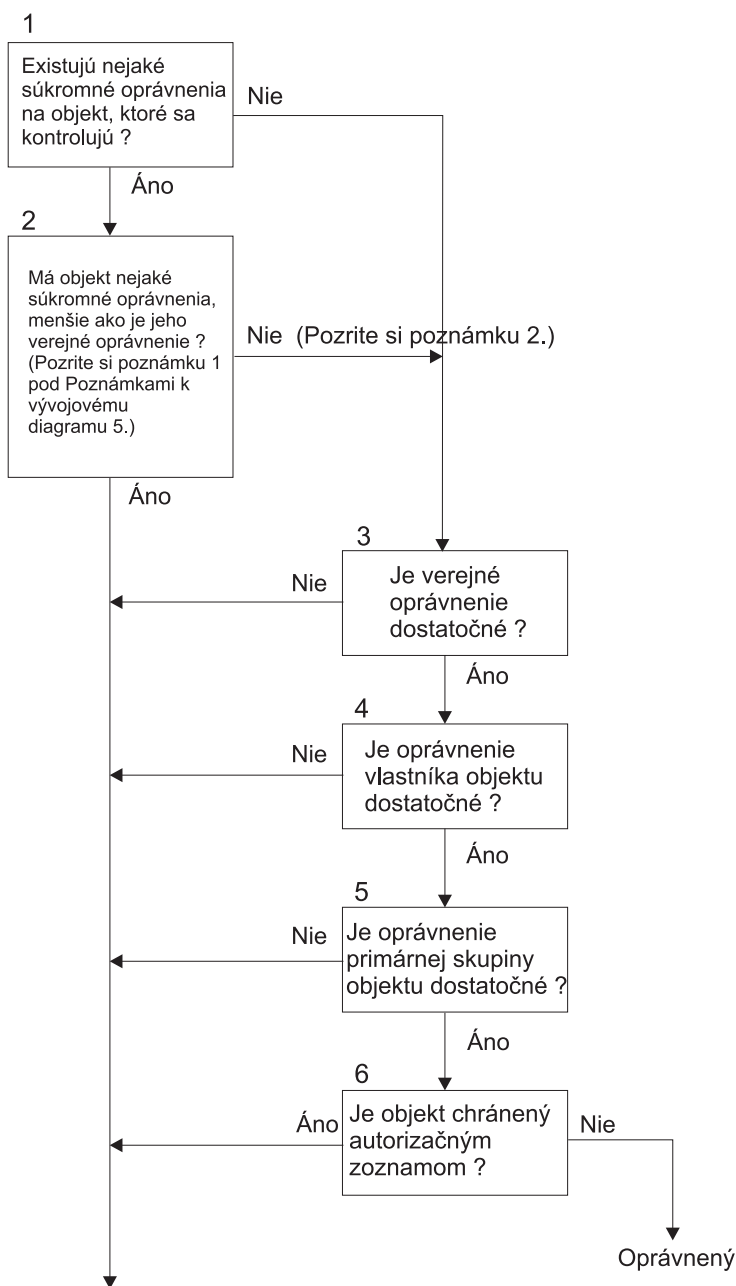 1
Existujú nejaké
súkromné oprávnenia
na objekt, ktoré sa
kontrolujú ?
Nie
Áno
2
Má objekt nejaké
súkromné oprávnenia,
menšie ako je jeho
verejné oprávnenie ?
(Pozrite si poznámku 1
pod Poznámkami k
vývojovému
diagramu 5.)
Nie (Pozrite si poznámku 2.)
Áno
3
Je verejné
oprávnenie
dostatočné ?
Nie
Áno
4
Je oprávnenie
vlastníka objektu
dostatočné ?
Nie
Áno
5
Je oprávnenie
primárnej skupiny
objektu dostatočné ?
Nie
Áno
6
Je objekt chránený
autorizačným
zoznamom ?
Áno
Nie
Oprávnený